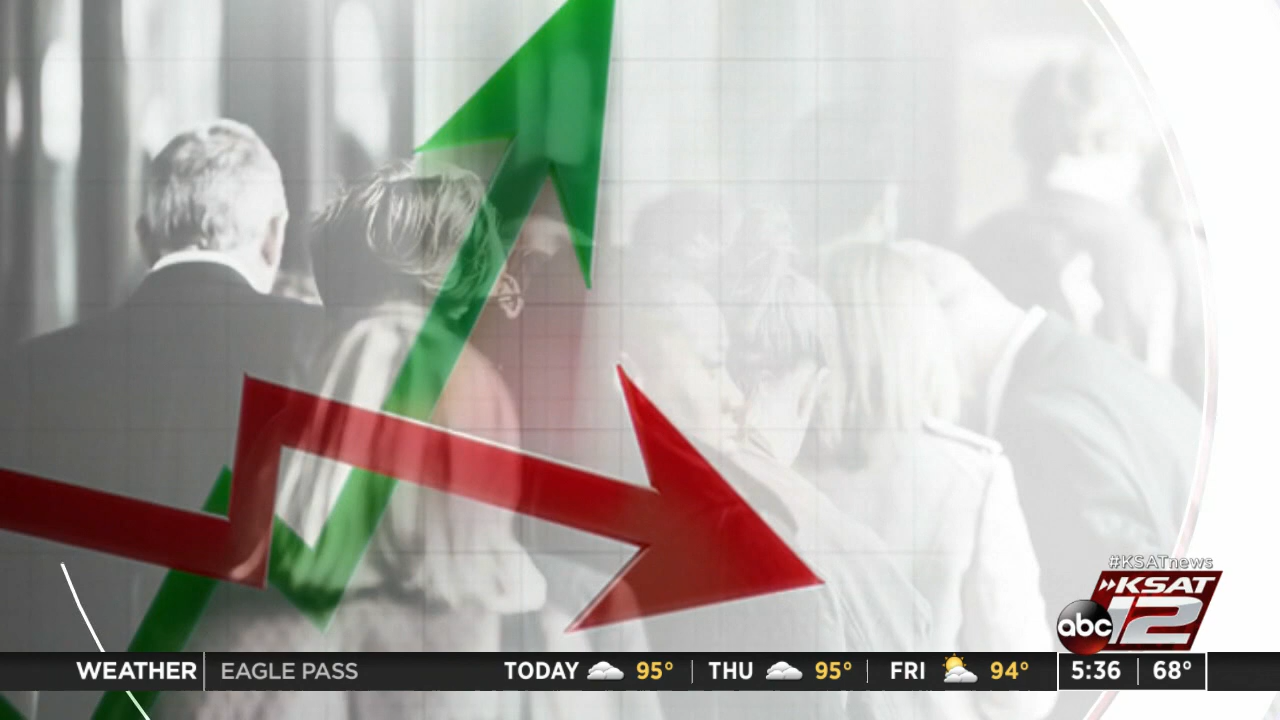 #KSATnews
KSAT
abc 12
WEATHER EAGLE PASS TODAY 95° THU 95° FRI 94° 5:36 68°